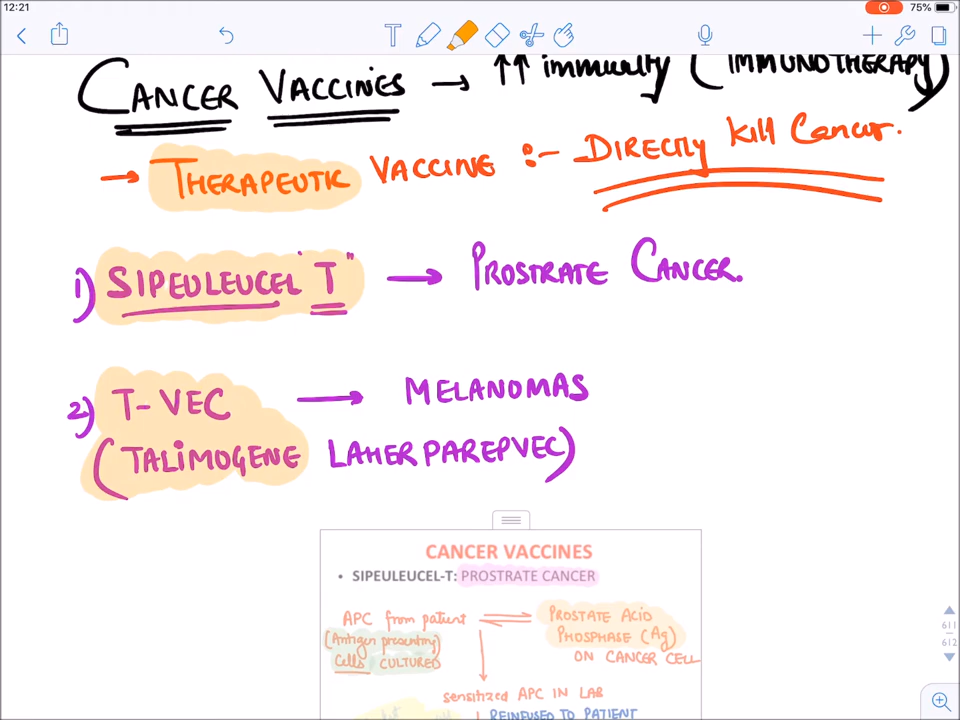 12:21
75%
CANCER VACCINES → ↑↑ immunity (IMMUNOTHERAPY)
→ THERAPEUTIC VACCINE :- DIRECTLY kill Cancer.
1) SIPEULEUCEL "T" → PROSTRATE CANCER.
2) T-VEC → MELANOMAS
(TALIMOGENE LAHERPAREPVEC)
CANCER VACCINES
• SIPEULEUCEL-T: PROSTRATE CANCER
APC from patient
PROSTATE ACID
(Antigen presenting)
PHOSPHASE (Ag)
Cells CULTURED
ON CANCER CELL
sensitized APC IN LAB
REINFUSED TO PATIENT
611
612